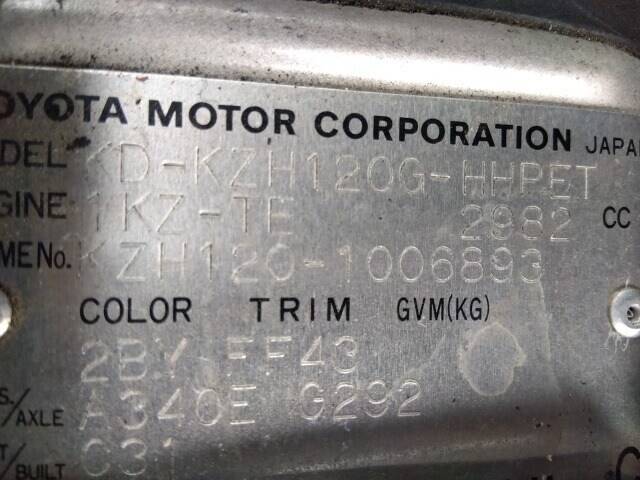 OYOTA MOTOR CORPORATION JAPAN
DEL KD-KZH120G-HHPET
GINE 1KZ-TE 2982 CC
ME No. KZH120-1006893
COLOR TRIM GVM(KG)
2BY FF43
S./AXLE A340E G292
T/BUILT C31 C